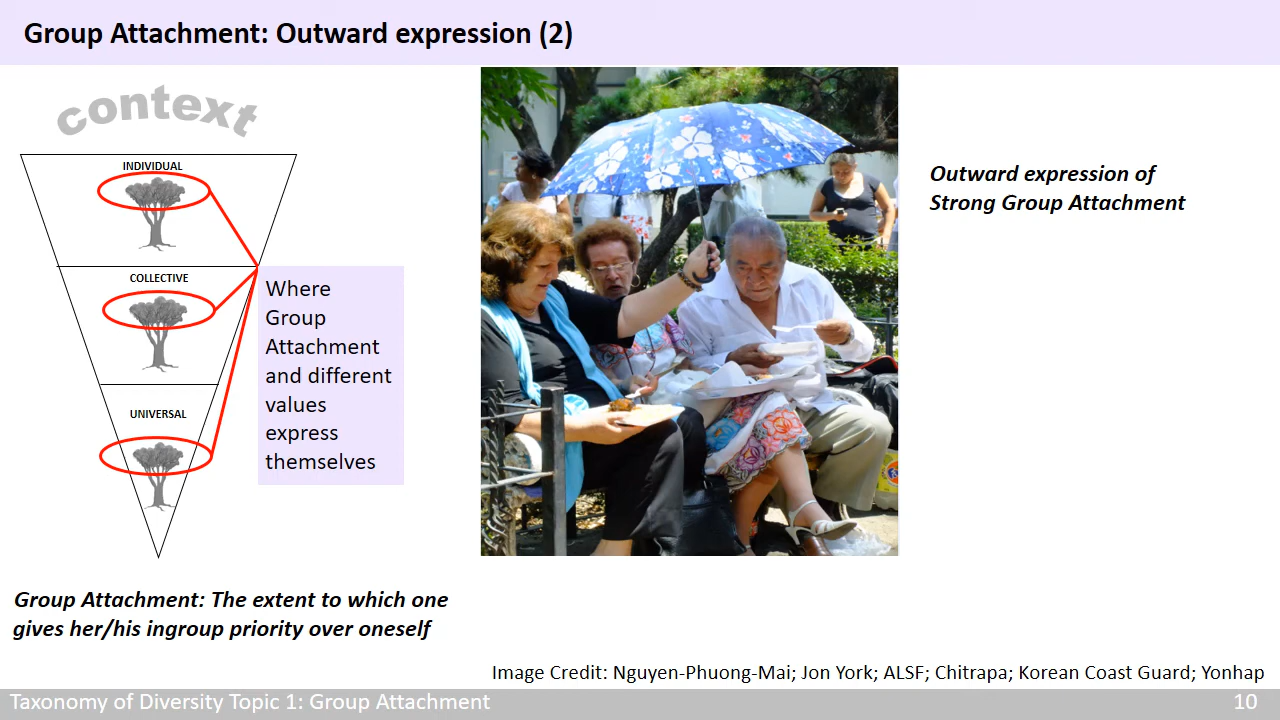 Group Attachment: Outward expression (2)
context
INDIVIDUAL
COLLECTIVE
UNIVERSAL
Where
Group
Attachment
and different
values
express
themselves
Outward expression of
Strong Group Attachment
Group Attachment: The extent to which one
gives her/his ingroup priority over oneself
Image Credit: Nguyen-Phuong-Mai; Jon York; ALSF; Chitrapa; Korean Coast Guard; Yonhap
Taxonomy of Diversity Topic 1: Group Attachment
10